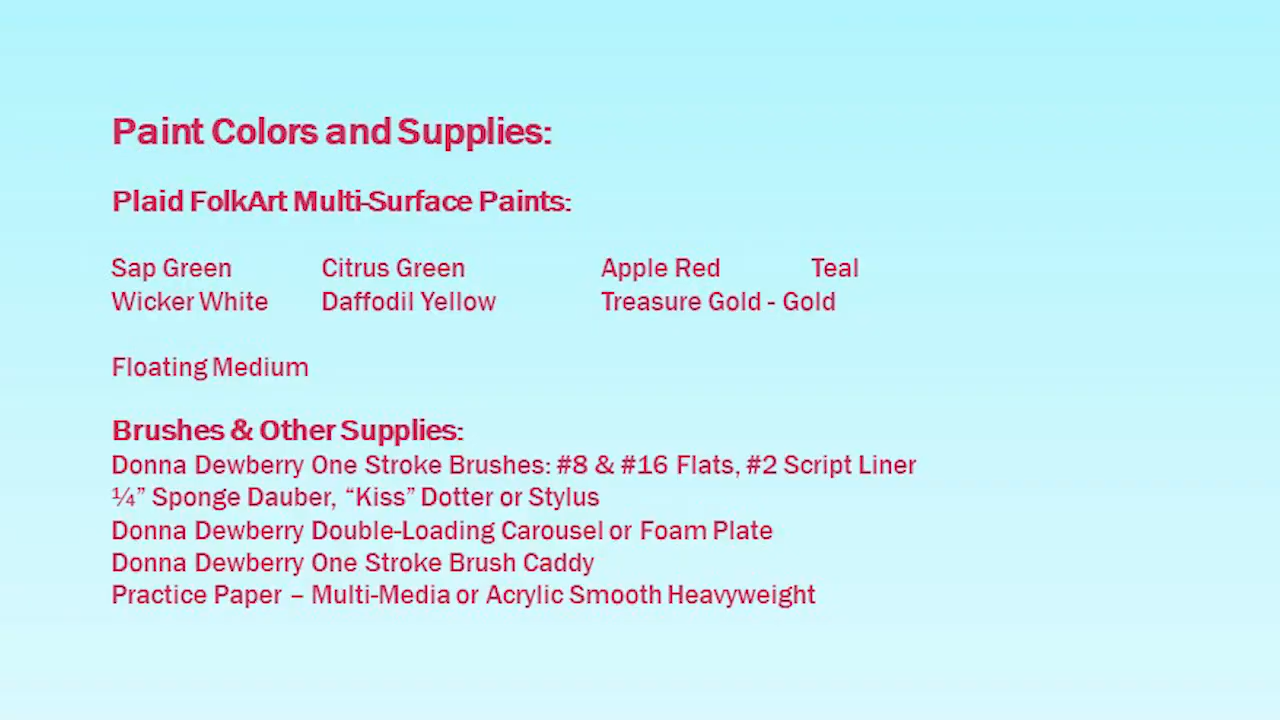 Paint Colors and Supplies:
Plaid FolkArt Multi-Surface Paints:
Sap Green Citrus Green Apple Red Teal
Wicker White Daffodil Yellow Treasure Gold - Gold
Floating Medium
Brushes & Other Supplies:
Donna Dewberry One Stroke Brushes: #8 & #16 Flats, #2 Script Liner
¼” Sponge Dauber, “Kiss” Dotter or Stylus
Donna Dewberry Double-Loading Carousel or Foam Plate
Donna Dewberry One Stroke Brush Caddy
Practice Paper – Multi-Media or Acrylic Smooth Heavyweight